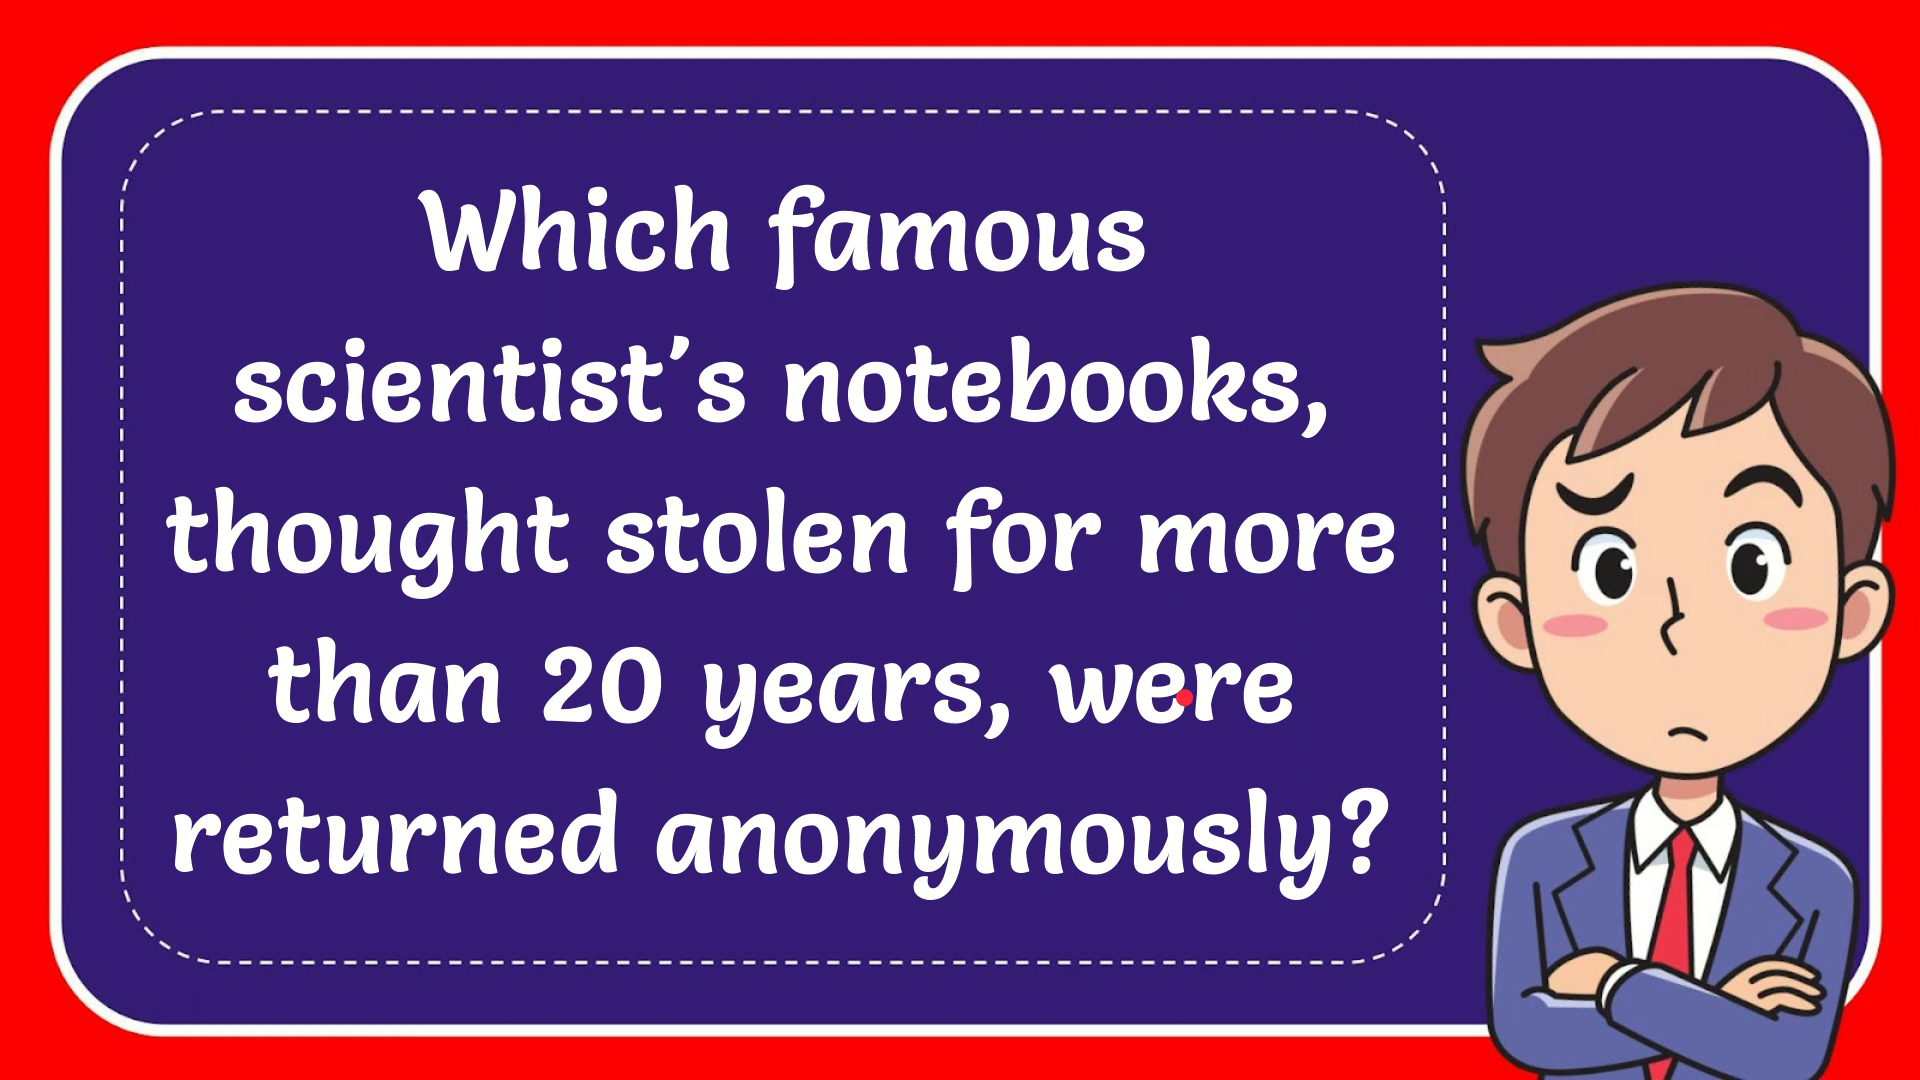 Which famous
scientist's notebooks,
thought stolen for more
than 20 years, were
returned anonymously?